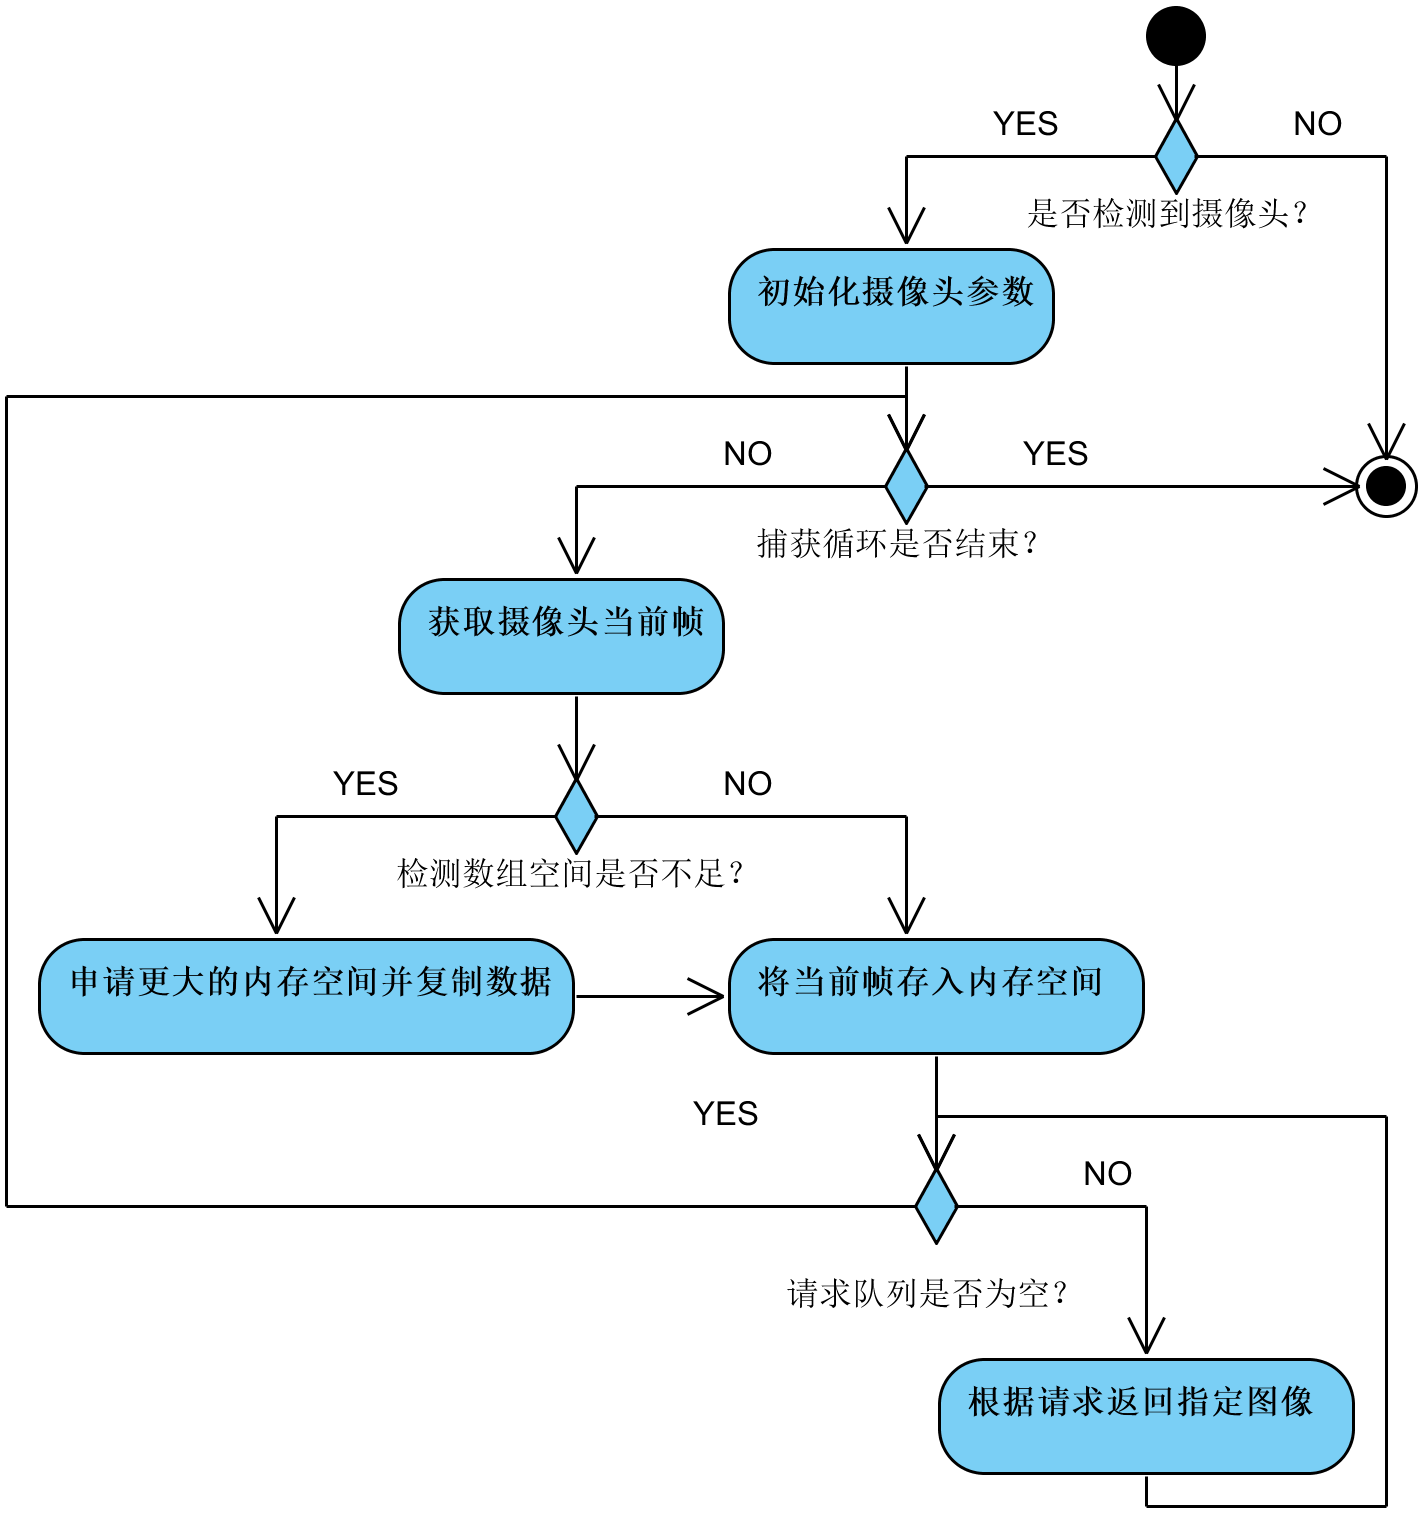 YES
NO
是否检测到摄像头？
初始化摄像头参数
NO
YES
捕获循环是否结束？
获取摄像头当前帧
YES
NO
检测数组空间是否不足？
申请更大的内存空间并复制数据
将当前帧存入内存空间
YES
NO
请求队列是否为空？
根据请求返回指定图像